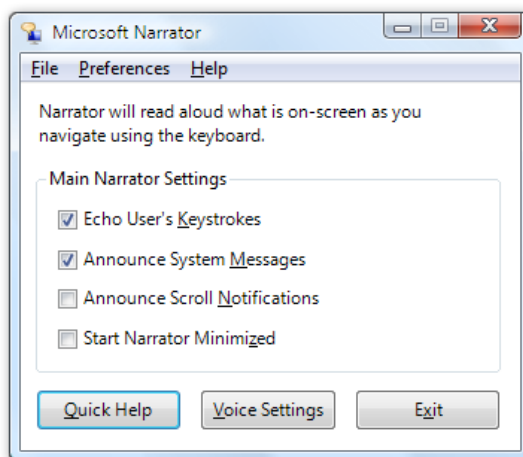 Microsoft Narrator
File Preferences Help
Narrator will read aloud what is on-screen as you
navigate using the keyboard.
Main Narrator Settings
Echo User's Keystrokes
Announce System Messages
Announce Scroll Notifications
Start Narrator Minimized
Quick Help Voice Settings Exit